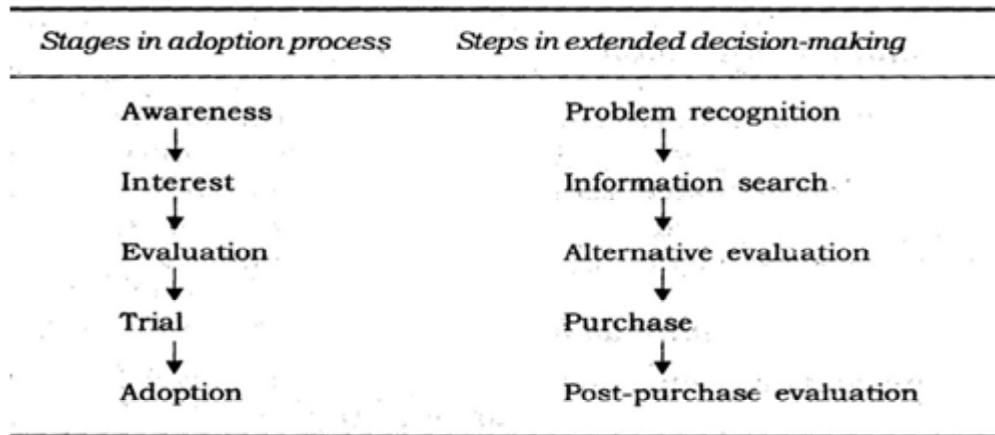 Stages in adoption process Steps in extended decision-making
Awareness Problem recognition
Interest Information search
Evaluation Alternative evaluation
Trial Purchase
Adoption Post-purchase evaluation